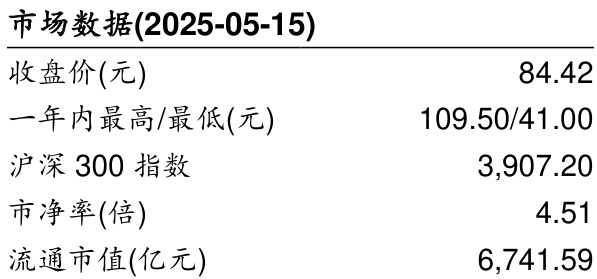 市场数据(2025-05-15)
收盘价(元) 84.42
一年内最高/最低(元) 109.50/41.00
沪深 300 指数 3,907.20
市净率(倍) 4.51
流通市值(亿元) 6,741.59